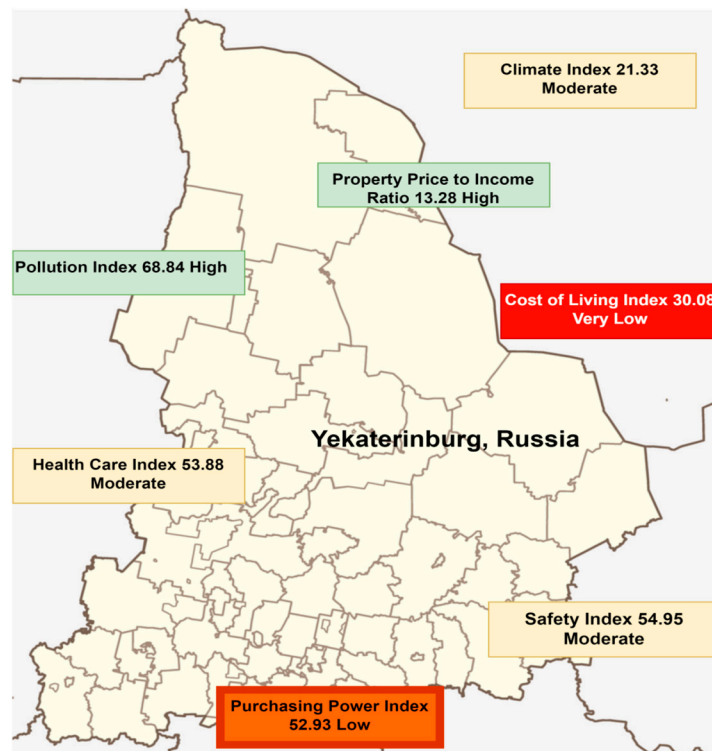 Climate Index 21.33
Moderate
Property Price to Income
Ratio 13.28 High
Pollution Index 68.84 High
Cost of Living Index 30.08
Very Low
Yekaterinburg, Russia
Health Care Index 53.88
Moderate
Safety Index 54.95
Moderate
Purchasing Power Index
52.93 Low